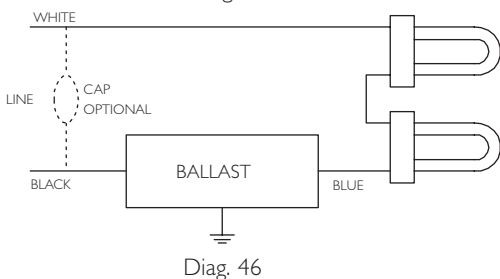 WHITE
LINE
CAP
OPTIONAL
BALLAST
BLACK
BLUE
Diag. 46